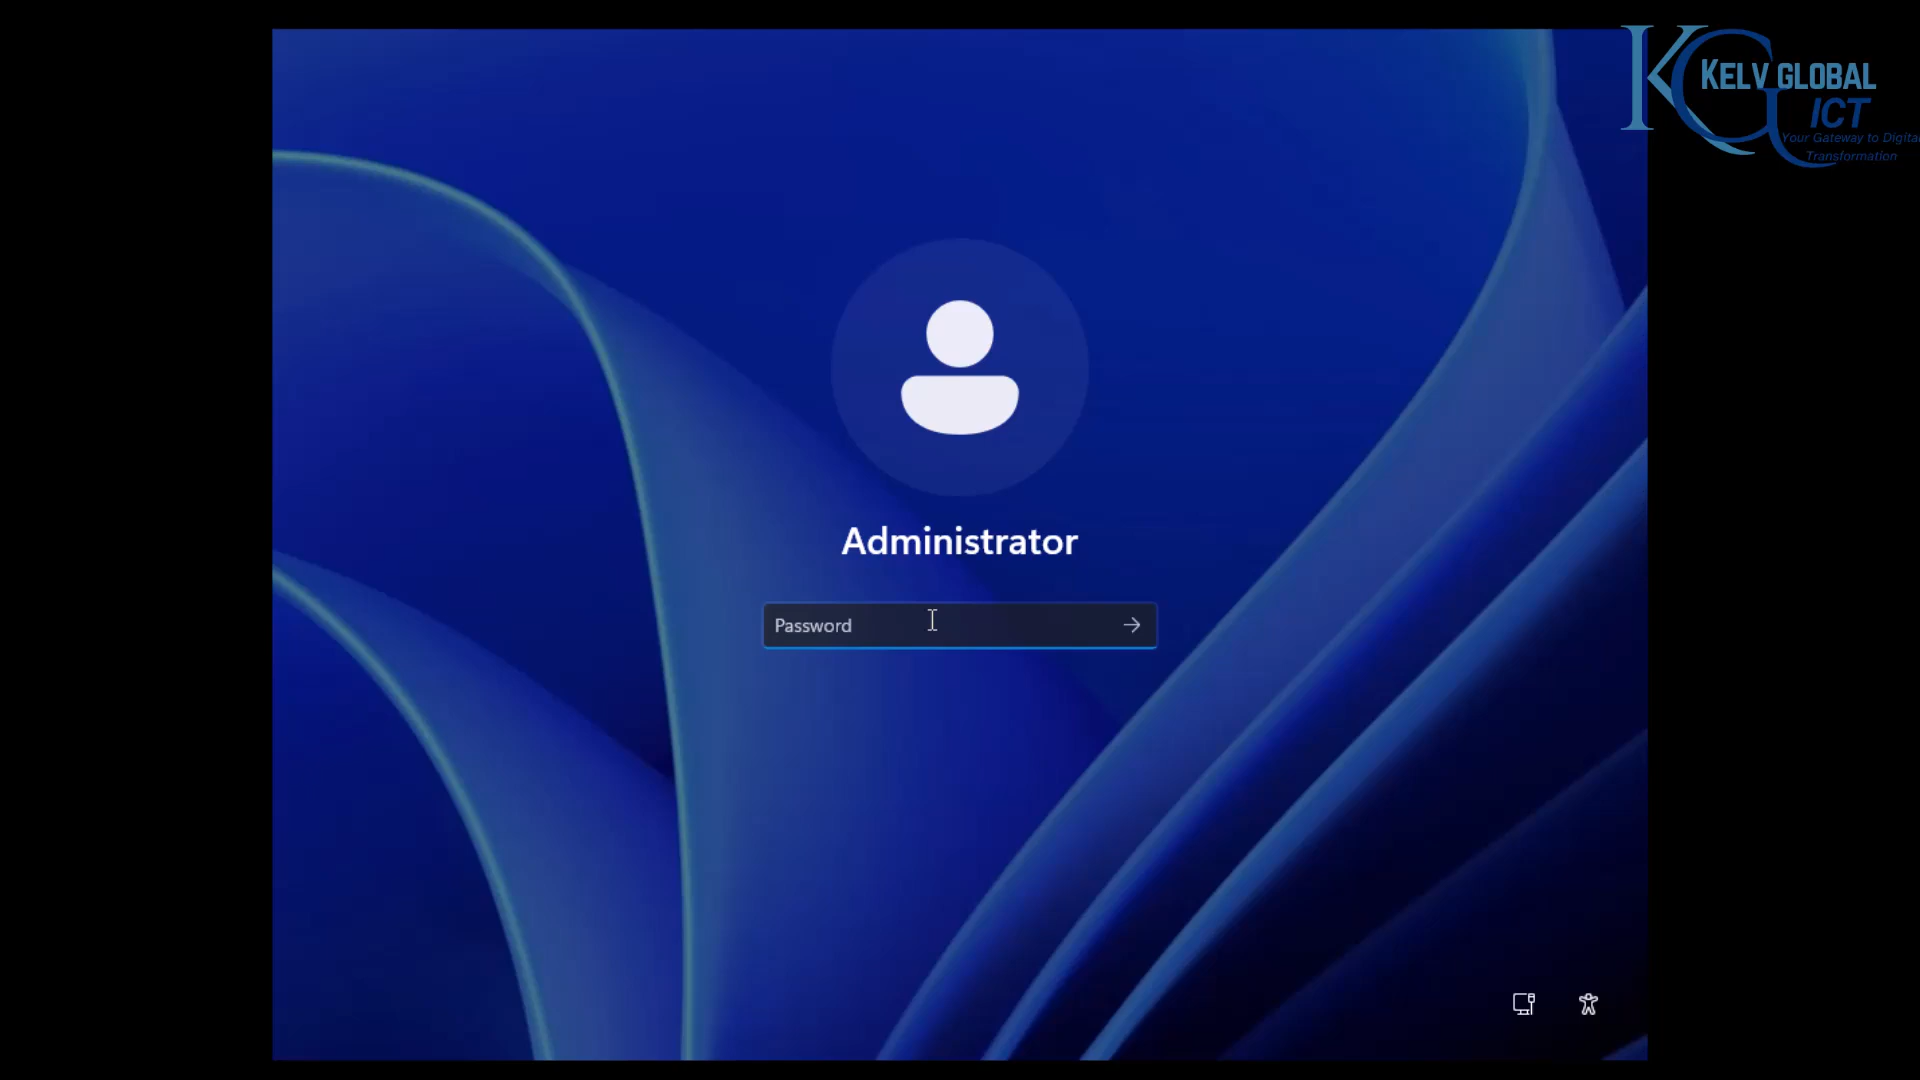 KELV GLOBAL
ICT
Your Gateway to Digital
Transformation
Administrator
Password